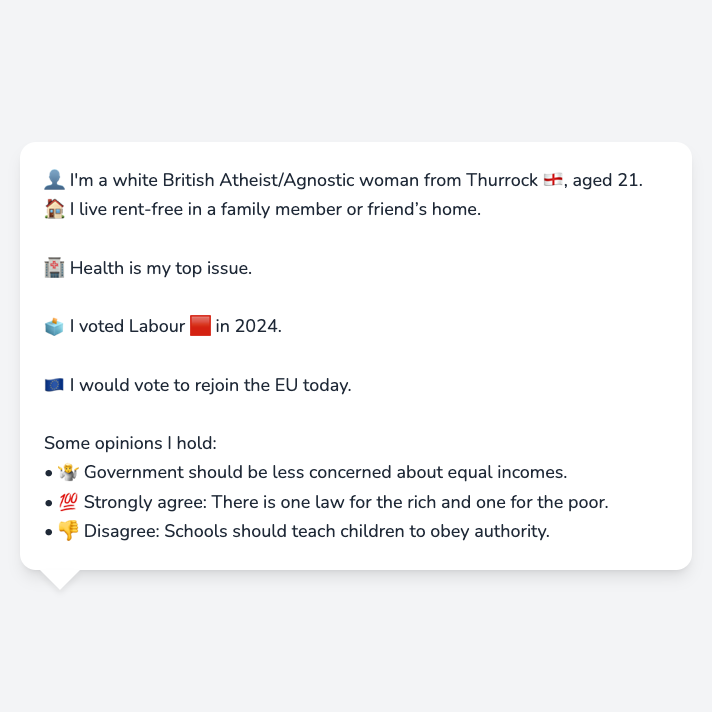 👤 I'm a white British Atheist/Agnostic woman from Thurrock 🏴󠁧󠁢󠁥󠁮󠁧󠁿, aged 21.
🏠 I live rent-free in a family member or friend’s home.
🏥 Health is my top issue.
🗳️ I voted Labour 🟥 in 2024.
🇪🇺 I would vote to rejoin the EU today.
Some opinions I hold:
• 🤷 Government should be less concerned about equal incomes.
• 💯 Strongly agree: There is one law for the rich and one for the poor.
• 👎 Disagree: Schools should teach children to obey authority.